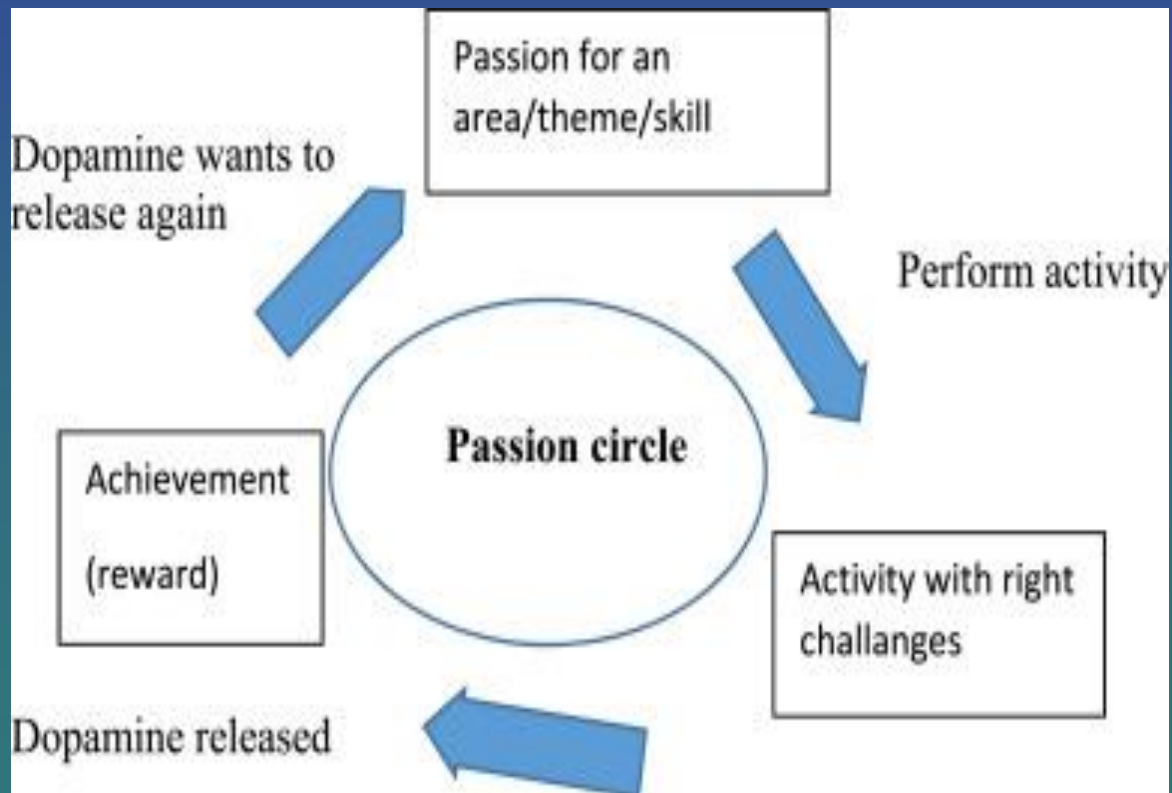 Passion for an
area/theme/skill
Dopamine wants to
release again
Perform activity
Passion circle
Achievement
(reward)
Activity with right
challanges
Dopamine released